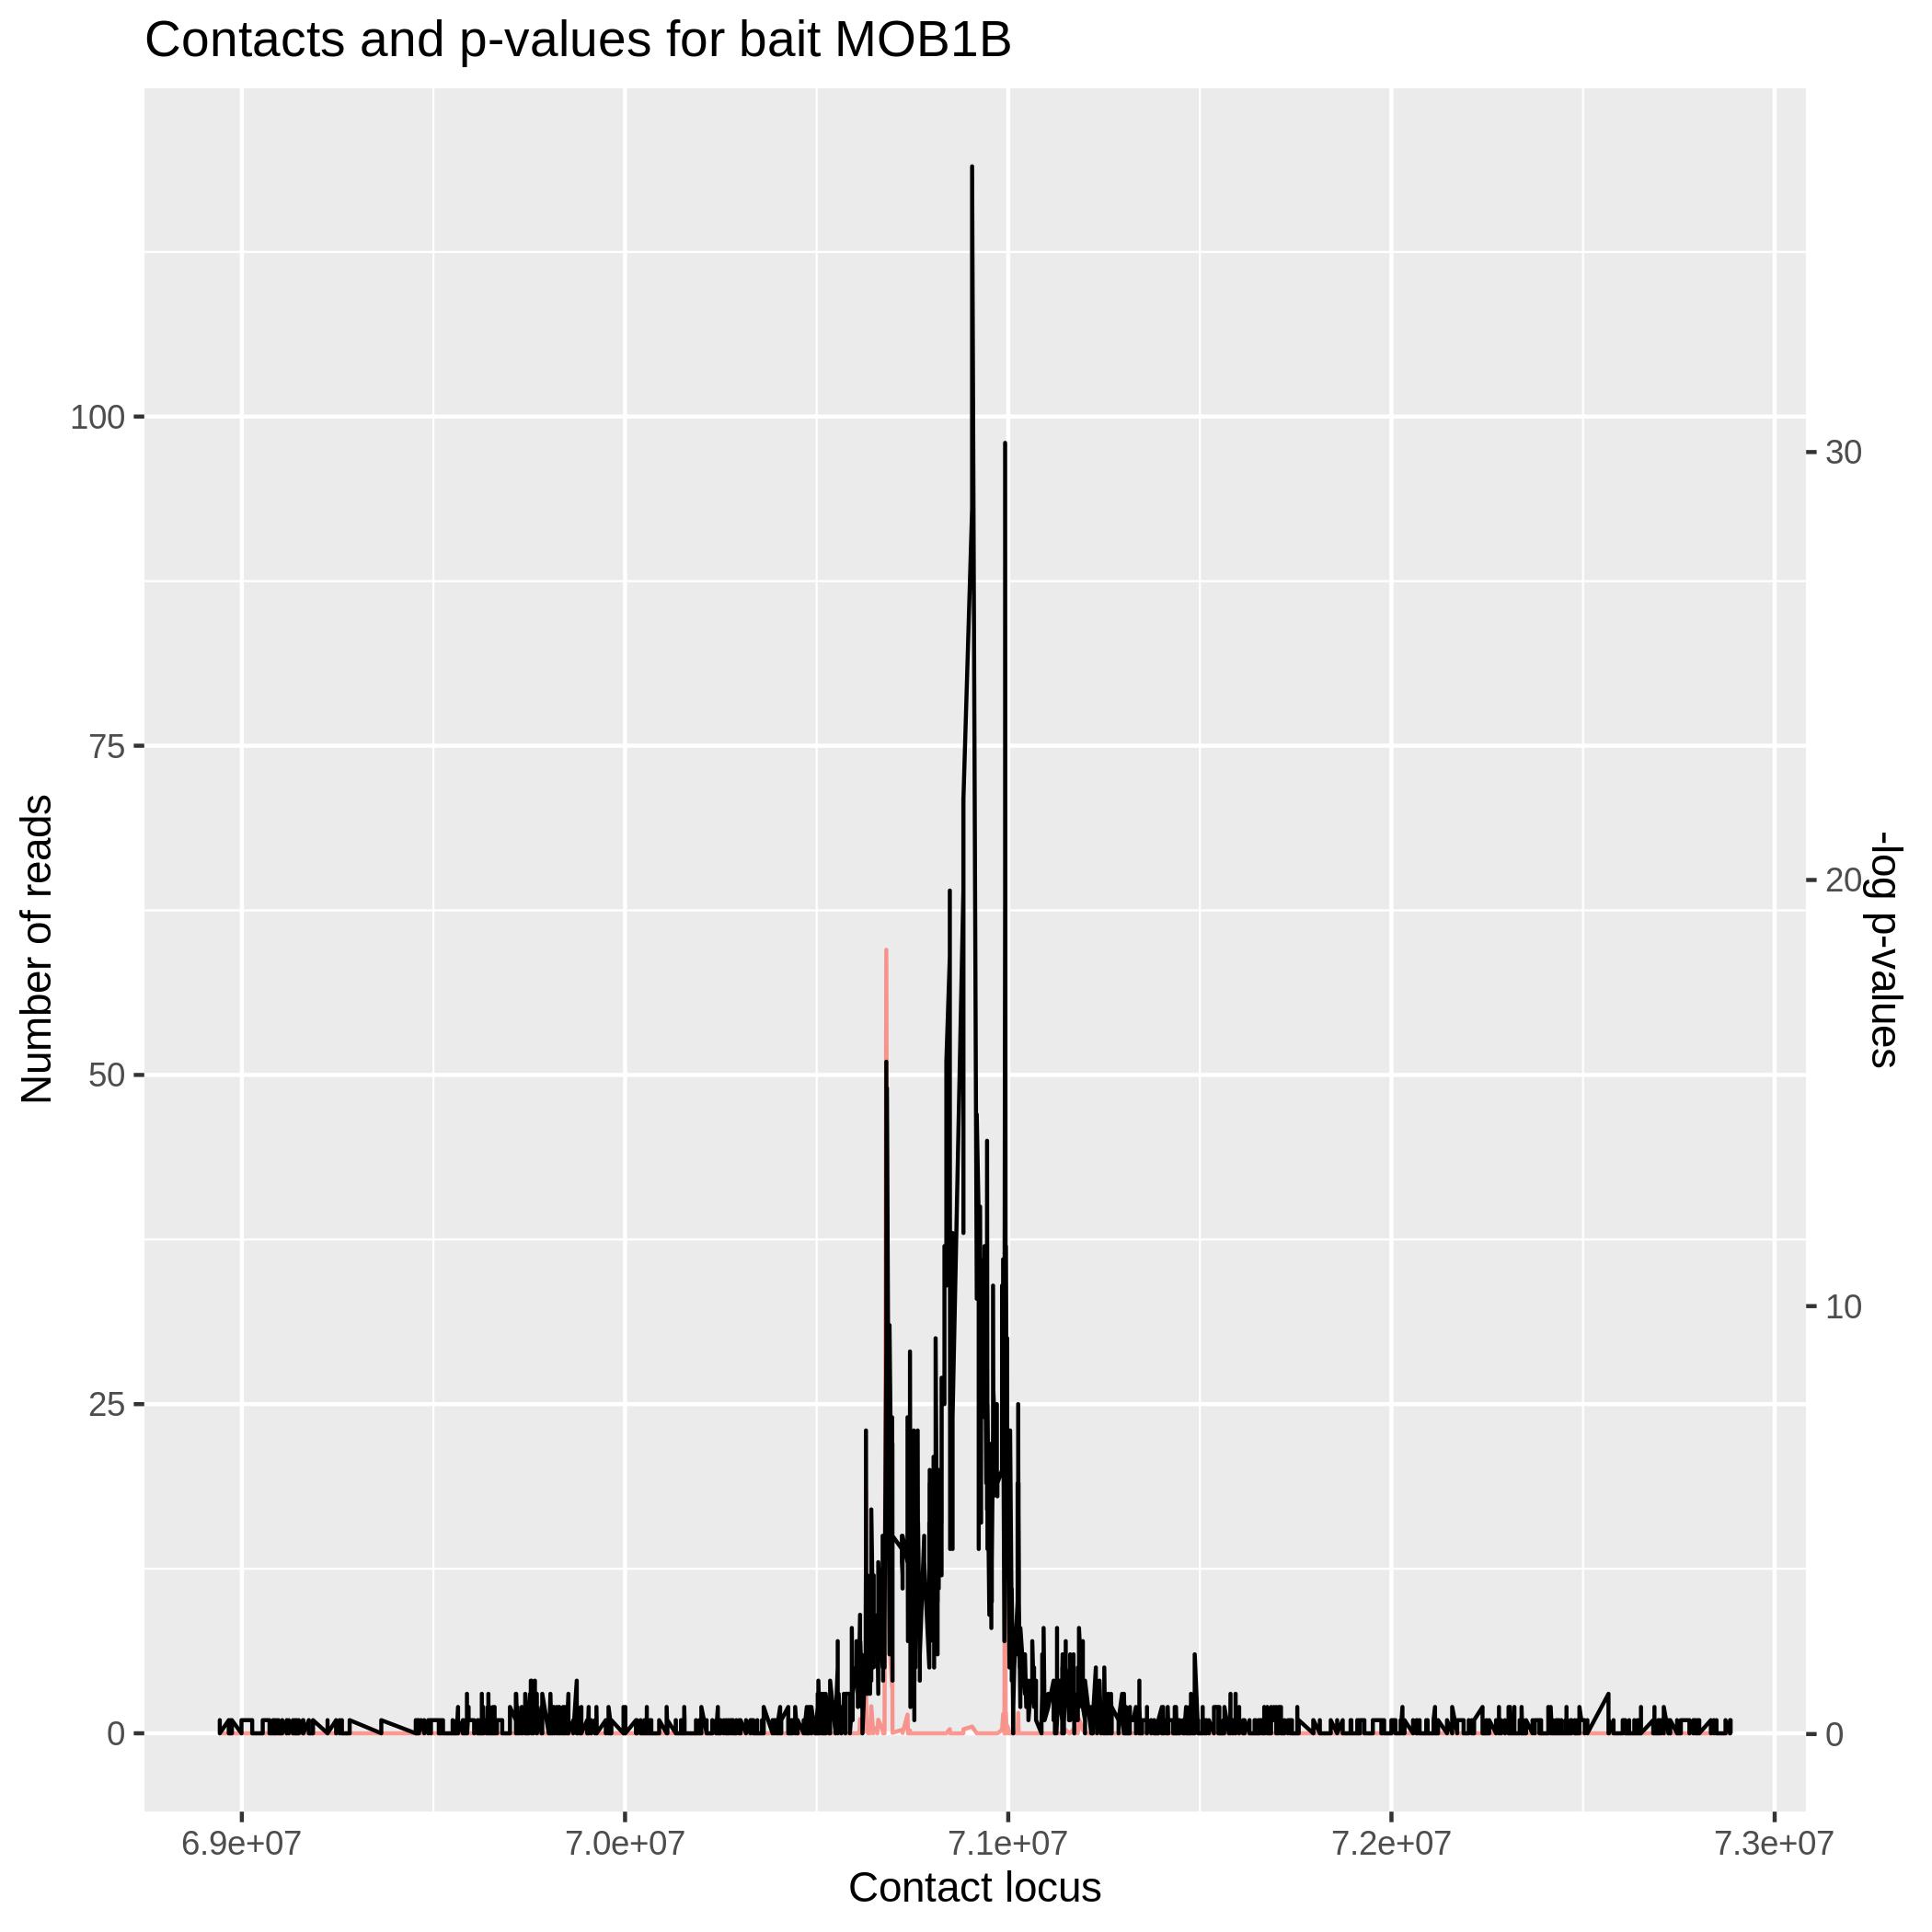 Contacts and p-values for bait MOB1B
Number of reads
100
75
50
25
0
30
20
10
0
-log p-values
6.9e+07
7.0e+07
7.1e+07
7.2e+07
7.3e+07
Contact locus